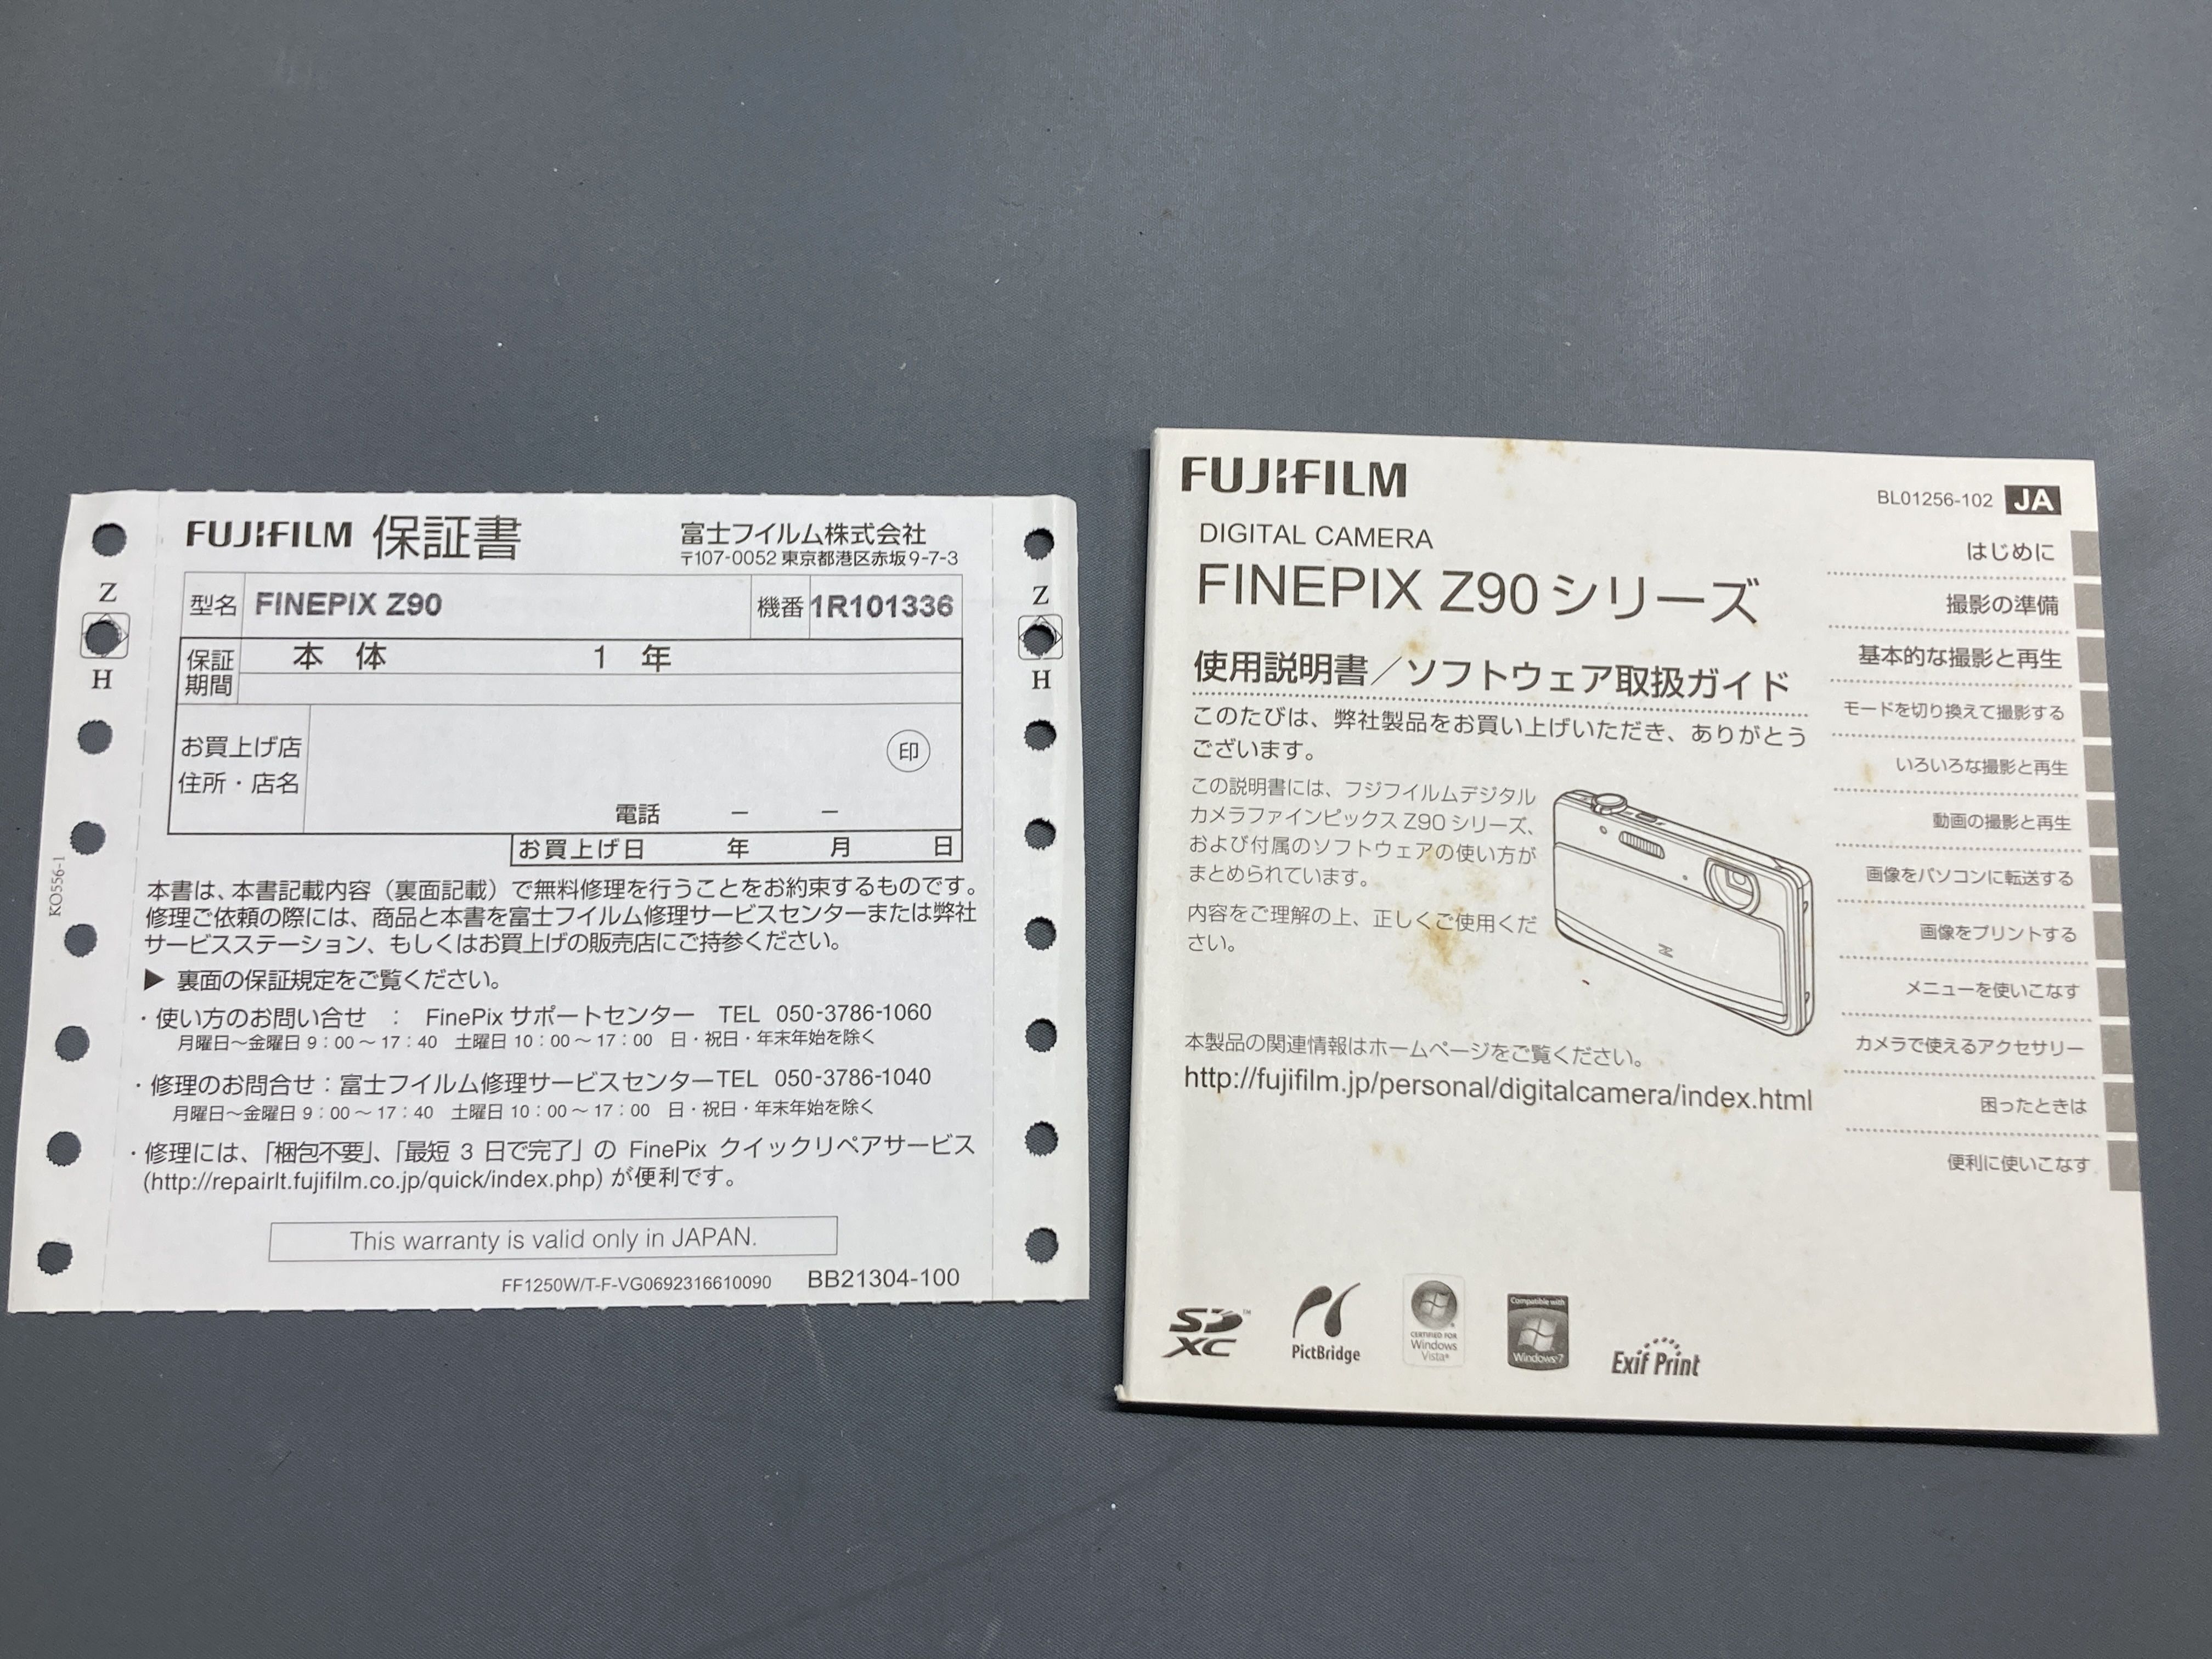 FUJIFILM 保証書
富士フイルム株式会社
〒107-0052 東京都港区赤坂9-7-3
型名 FINEPIX Z90 機番 1R101336
保証期間 本体 1年
お買上げ店
住所・店名
印
電話 － －
お買上げ日 年 月 日
本書は、本書記載内容（裏面記載）で無料修理を行うことをお約束するものです。
修理ご依頼の際には、商品と本書を富士フイルム修理サービスセンターまたは弊社
サービスステーション、もしくはお買上げの販売店にご持参ください。
▶ 裏面の保証規定をご覧ください。
・使い方のお問い合せ ： FinePix サポートセンター TEL 050-3786-1060
月曜日～金曜日 9：00～17：40 土曜日 10：00～17：00 日・祝日・年末年始を除く
・修理のお問合せ：富士フイルム修理サービスセンターTEL 050-3786-1040
月曜日～金曜日 9：00～17：40 土曜日 10：00～17：00 日・祝日・年末年始を除く
・修理には、「梱包不要」、「最短 3 日で完了」の FinePix クイックリペアサービス
(http://repairlt.fujifilm.co.jp/quick/index.php) が便利です。
This warranty is valid only in JAPAN.
FF1250W/T-F-VG0692316610090 BB21304-100
Z
H
Z
H
KO556-1
FUJIFILM
BL01256-102 JA
DIGITAL CAMERA
FINEPIX Z90シリーズ
使用説明書／ソフトウェア取扱ガイド
このたびは、弊社製品をお買い上げいただき、ありがとう
ございます。
この説明書には、フジフイルムデジタル
カメラファインピックス Z90 シリーズ、
および付属のソフトウェアの使い方が
まとめられています。
内容をご理解の上、正しくご使用くだ
さい。
Z
本製品の関連情報はホームページをご覧ください。
http://fujifilm.jp/personal/digitalcamera/index.html
はじめに
撮影の準備
基本的な撮影と再生
モードを切り換えて撮影する
いろいろな撮影と再生
動画の撮影と再生
画像をパソコンに転送する
画像をプリントする
メニューを使いこなす
カメラで使えるアクセサリー
困ったときは
便利に使いこなす
SD XC ™
PictBridge
CERTIFIED FOR
Windows
Vista®
Compatible with
Windows 7
Exif Print